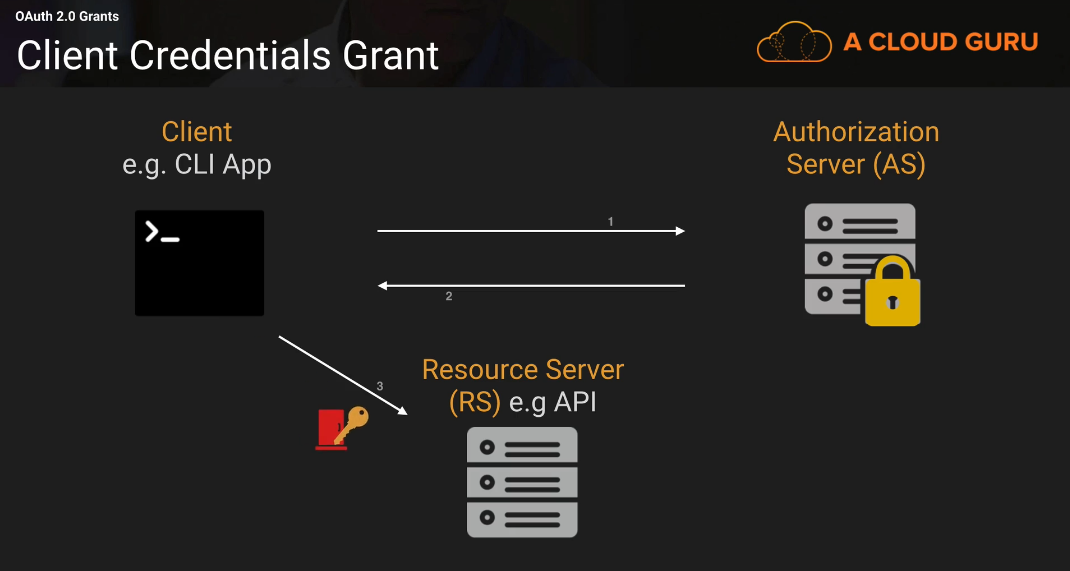 OAuth 2.0 Grants
Client Credentials Grant
A CLOUD GURU
Client
e.g. CLI App
Authorization
Server (AS)
>_
1
2
3
Resource Server
(RS) e.g API